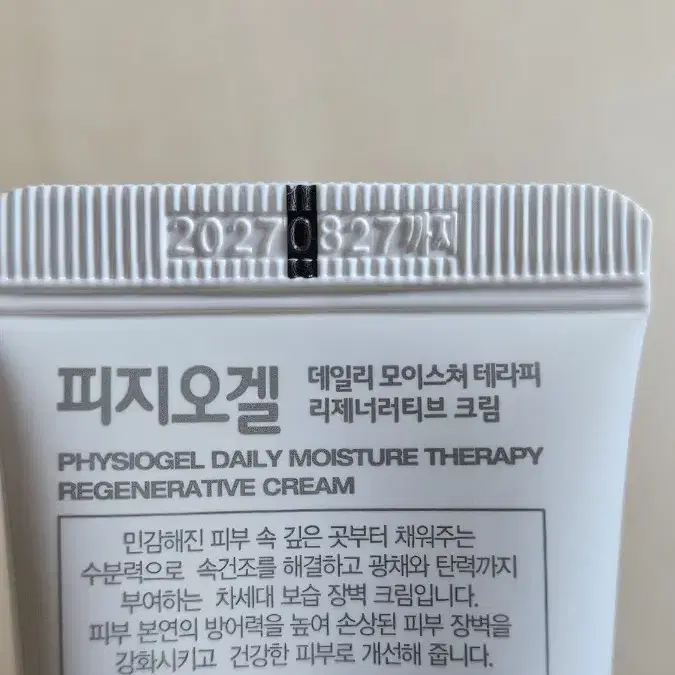 20270827까지
피지오겔
데일리 모이스쳐 테라피
리제너러티브 크림
PHYSIOGEL DAILY MOISTURE THERAPY
REGENERATIVE CREAM
민감해진 피부 속 깊은 곳부터 채워주는
수분력으로 속건조를 해결하고 광채와 탄력까지
부여하는 차세대 보습 장벽 크림입니다.
피부 본연의 방어력을 높여 손상된 피부 장벽을
강화시키고 건강한 피부로 개선해 줍니다.